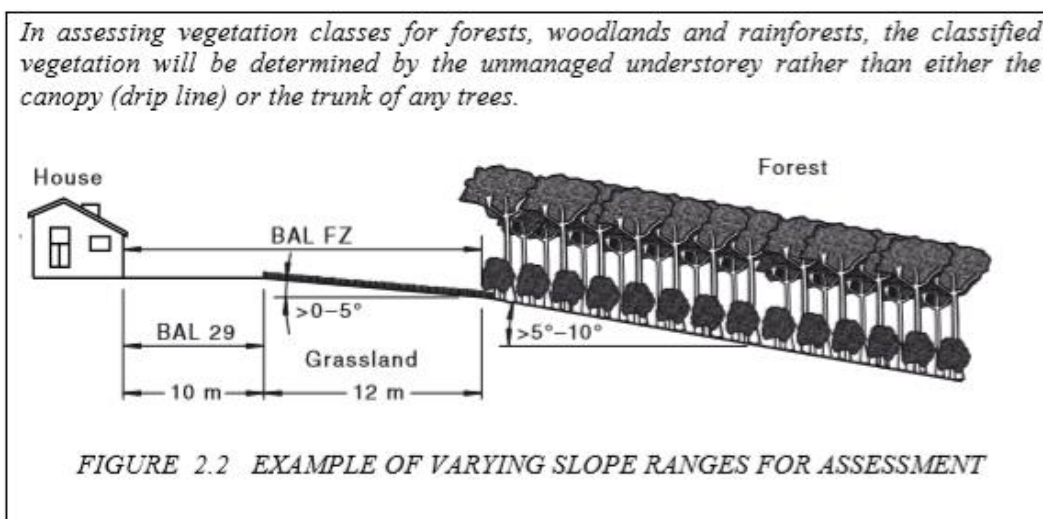 In assessing vegetation classes for forests, woodlands and rainforests, the classified
vegetation will be determined by the unmanaged understorey rather than either the
canopy (drip line) or the trunk of any trees.
Forest
House
BAL FZ
>0–5°
>5°–10°
BAL 29
Grassland
10 m
12 m
FIGURE 2.2 EXAMPLE OF VARYING SLOPE RANGES FOR ASSESSMENT